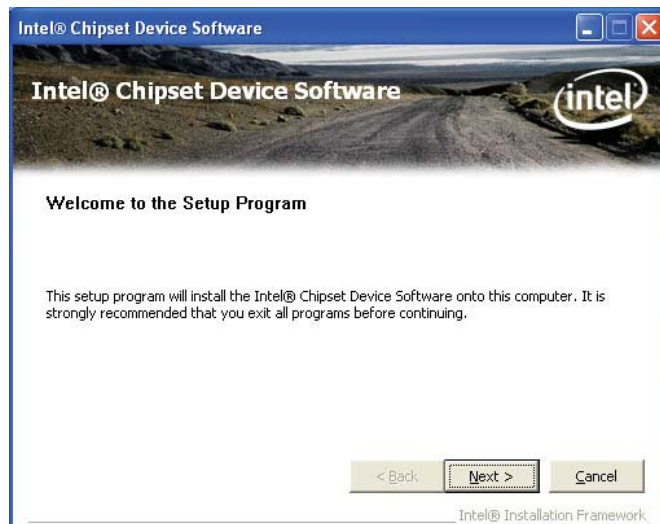 Intel® Chipset Device Software
Intel® Chipset Device Software
intel
Welcome to the Setup Program
This setup program will install the Intel® Chipset Device Software onto this computer. It is
strongly recommended that you exit all programs before continuing.
< Back
Next >
Cancel
Intel® Installation Framework